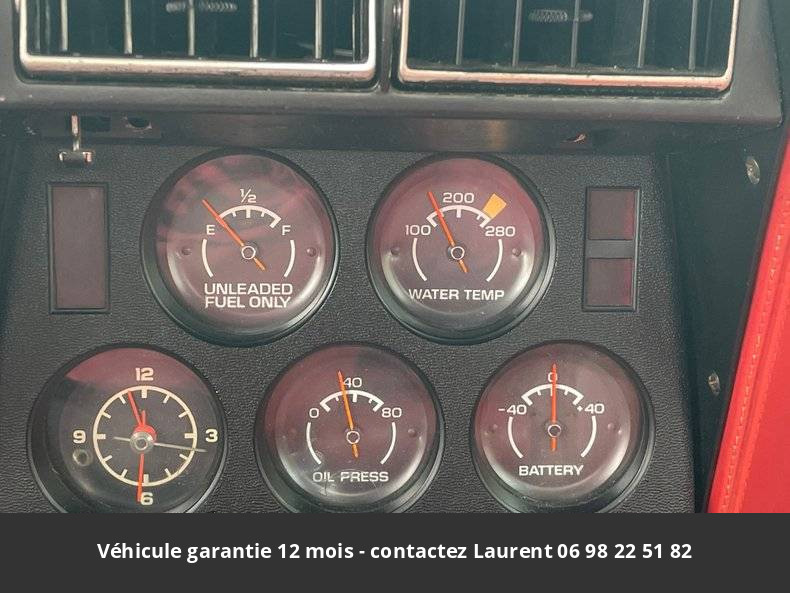 ½
E F
UNLEADED
FUEL ONLY
200
100 280
WATER TEMP
12
9 3
6
40
0 80
OIL PRESS
0
-40 +40
BATTERY
Véhicule garantie 12 mois - contactez Laurent 06 98 22 51 82